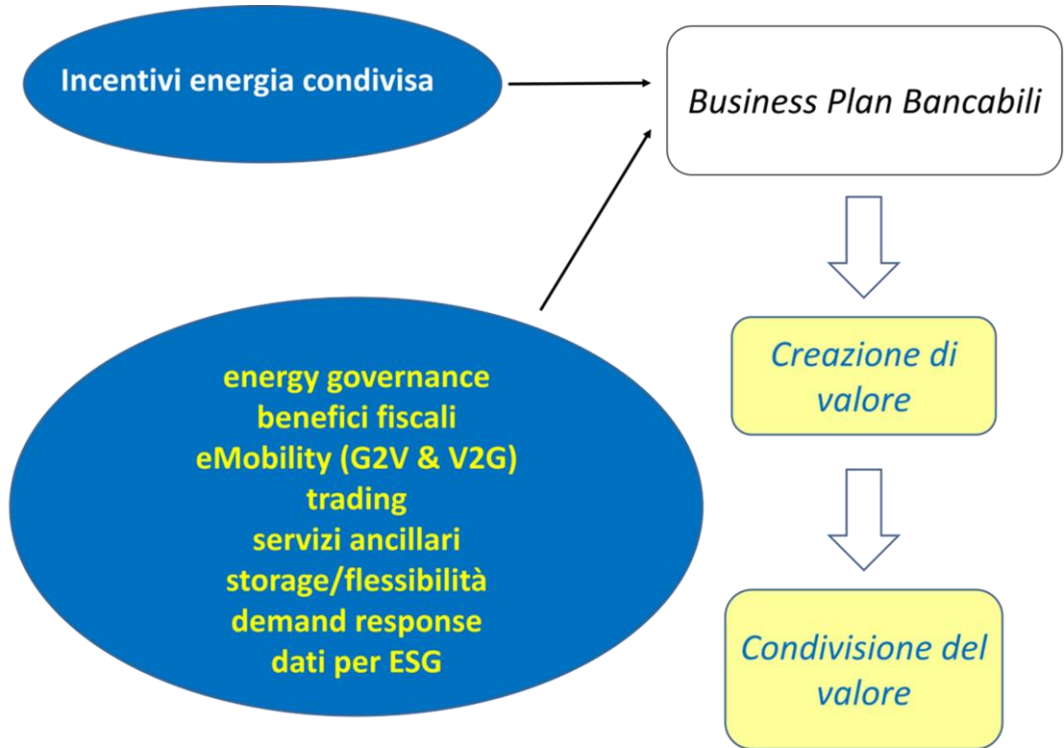 Incentivi energia condivisa
Business Plan Bancabili
energy governance
benefici fiscali
eMobility (G2V & V2G)
trading
servizi ancillari
storage/flessibilità
demand response
dati per ESG
Creazione di
valore
Condivisione del
valore